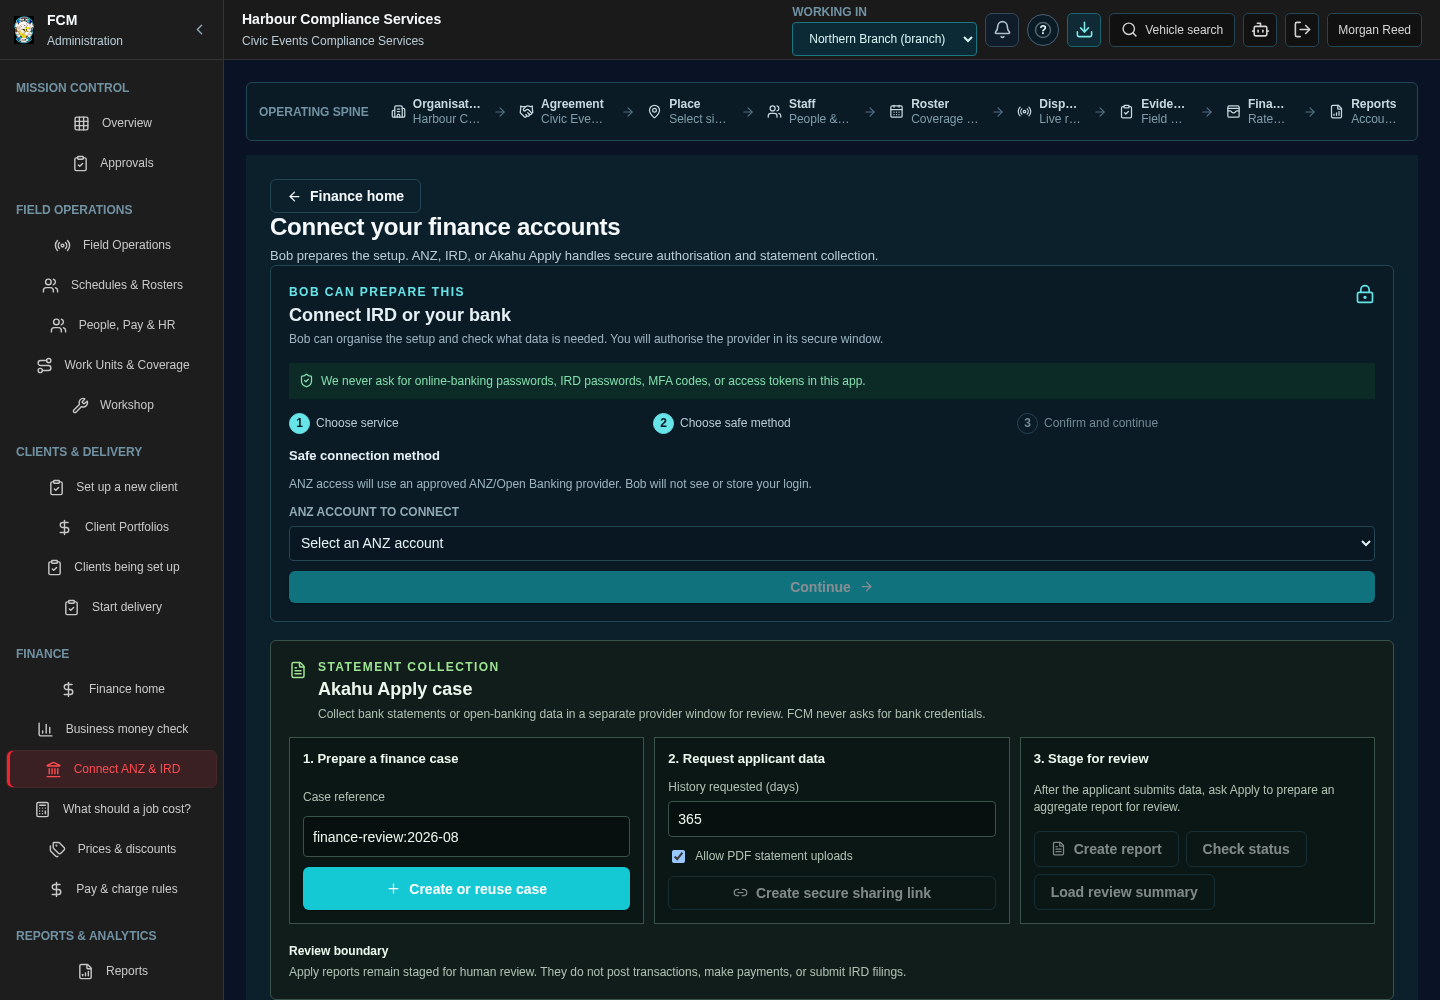 FCM
Administration
Harbour Compliance Services
Civic Events Compliance Services
WORKING IN
Northern Branch (branch)
Vehicle search
Morgan Reed
MISSION CONTROL
Overview
Approvals
FIELD OPERATIONS
Field Operations
Schedules & Rosters
People, Pay & HR
Work Units & Coverage
Workshop
CLIENTS & DELIVERY
Set up a new client
Client Portfolios
Clients being set up
Start delivery
FINANCE
Finance home
Business money check
Connect ANZ & IRD
What should a job cost?
Prices & discounts
Pay & charge rules
REPORTS & ANALYTICS
Reports
OPERATING SPINE
Organisat…
Harbour C…
Agreement
Civic Eve…
Place
Select si…
Staff
People &…
Roster
Coverage …
Disp…
Live r…
Evide…
Field …
Fina…
Rate…
Reports
Accou…
Finance home
Connect your finance accounts
Bob prepares the setup. ANZ, IRD, or Akahu Apply handles secure authorisation and statement collection.
BOB CAN PREPARE THIS
Connect IRD or your bank
Bob can organise the setup and check what data is needed. You will authorise the provider in its secure window.
We never ask for online-banking passwords, IRD passwords, MFA codes, or access tokens in this app.
1 Choose service
2 Choose safe method
3 Confirm and continue
Safe connection method
ANZ access will use an approved ANZ/Open Banking provider. Bob will not see or store your login.
ANZ ACCOUNT TO CONNECT
Select an ANZ account
Continue
STATEMENT COLLECTION
Akahu Apply case
Collect bank statements or open-banking data in a separate provider window for review. FCM never asks for bank credentials.
1. Prepare a finance case
Case reference
finance-review:2026-08
Create or reuse case
2. Request applicant data
History requested (days)
365
Allow PDF statement uploads
Create secure sharing link
3. Stage for review
After the applicant submits data, ask Apply to prepare an
aggregate report for review.
Create report
Check status
Load review summary
Review boundary
Apply reports remain staged for human review. They do not post transactions, make payments, or submit IRD filings.